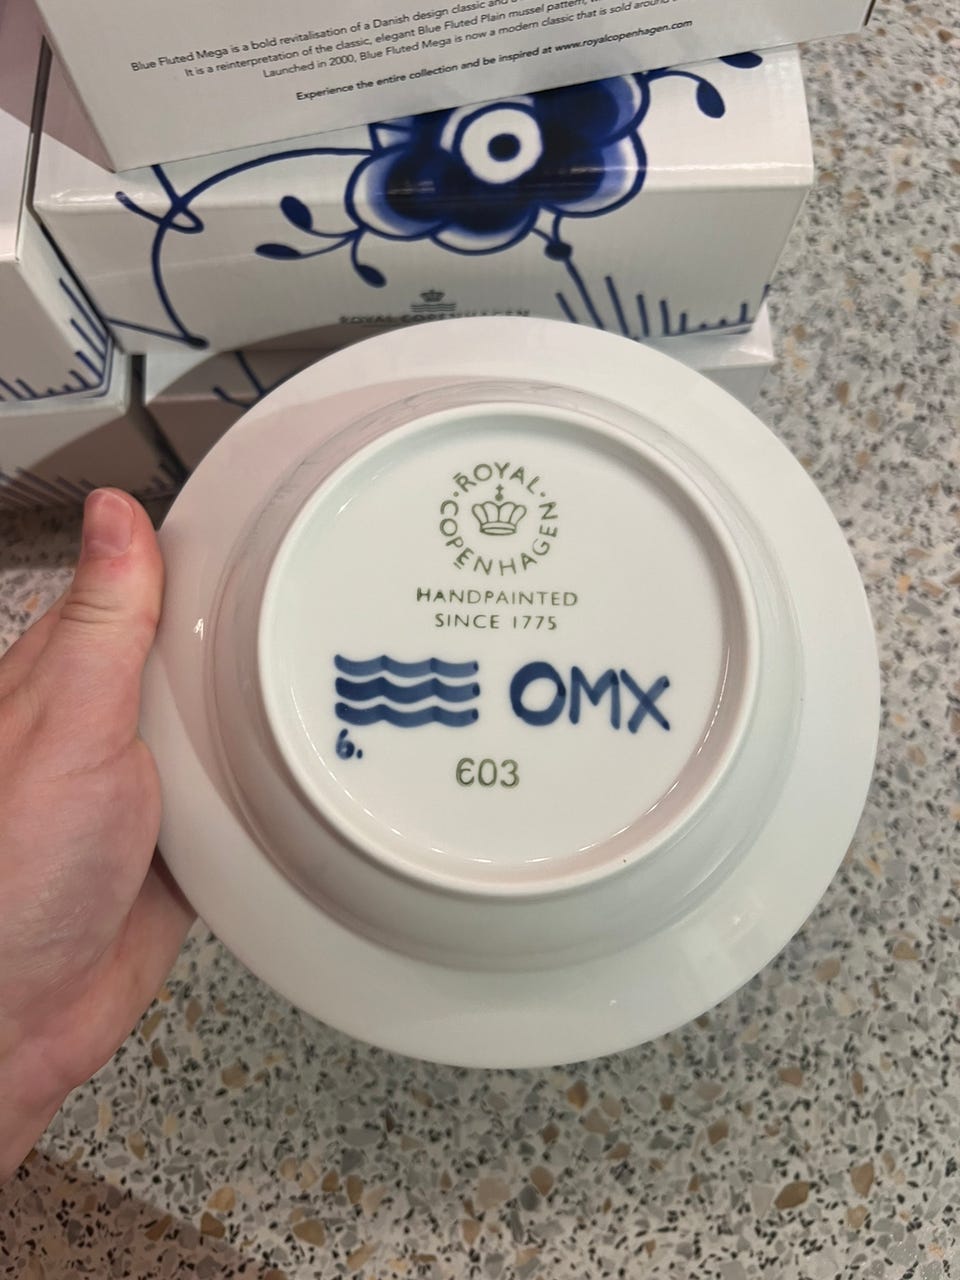 Blue Fluted Mega is a bold revitalisation of a Danish design classic and
It is a reinterpretation of the classic, elegant Blue Fluted Plain mussel pattern,
Launched in 2000, Blue Fluted Mega is now a modern classic that is sold around
Experience the entire collection and be inspired at www.royalcopenhagen.com
ROYAL COPENHAGEN
ROYAL · COPENHAGEN ·
HANDPAINTED
SINCE 1775
OMX
6.
603